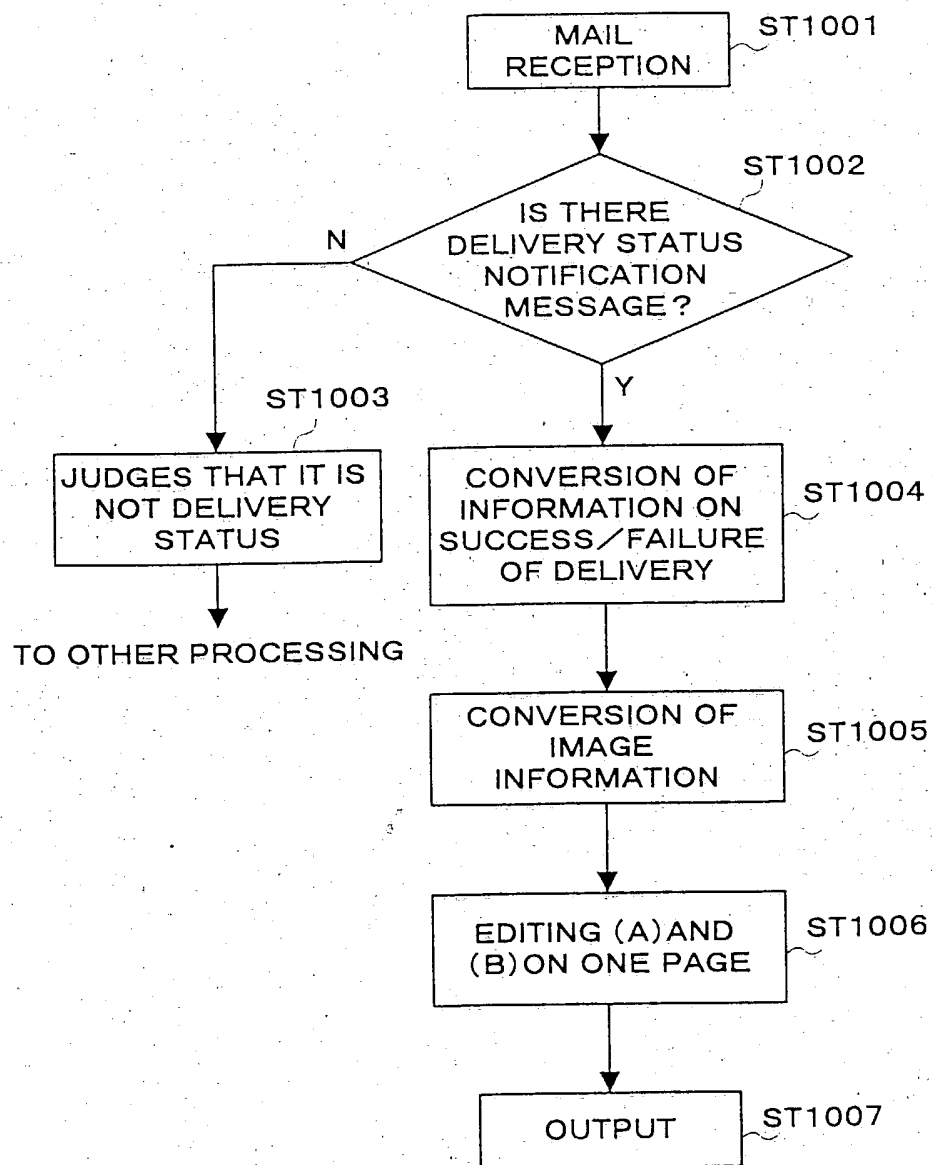 MAIL
RECEPTION
ST1001
ST1002
IS THERE
DELIVERY STATUS
NOTIFICATION
MESSAGE?
N
Y
ST1003
JUDGES THAT IT IS
NOT DELIVERY
STATUS
TO OTHER PROCESSING
CONVERSION OF
INFORMATION ON
SUCCESS/FAILURE
OF DELIVERY
ST1004
CONVERSION OF
IMAGE
INFORMATION
ST1005
EDITING (A) AND
(B) ON ONE PAGE
ST1006
OUTPUT
ST1007